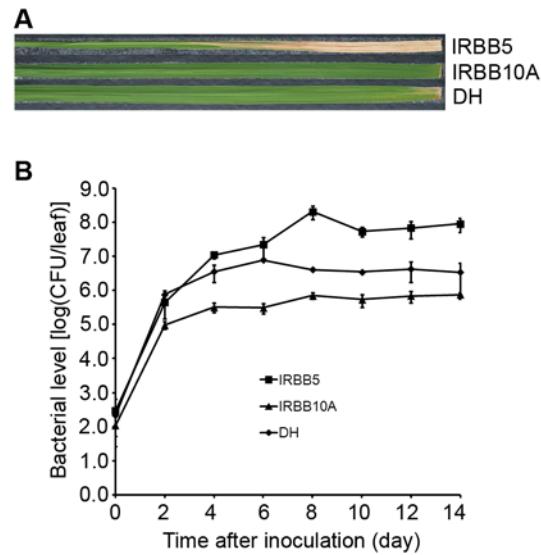 A
IRBB5
IRBB10A
DH
B
Bacterial level [log(CFU/leaf)]
9.0
8.0
7.0
6.0
5.0
4.0
3.0
2.0
1.0
0.0
IRBB5
IRBB10A
DH
0 2 4 6 8 10 12 14
Time after inoculation (day)